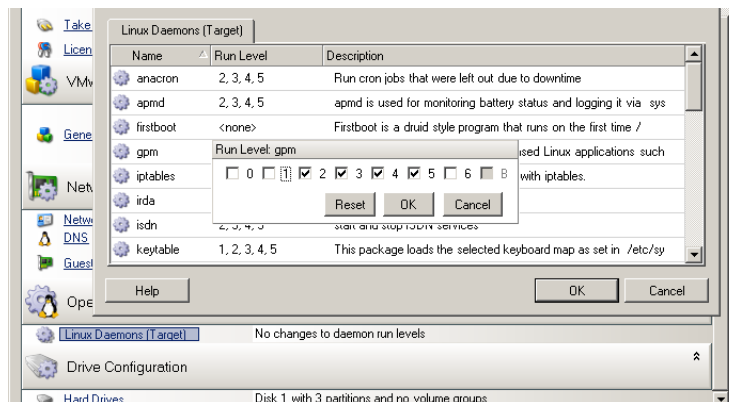 Take
Licen
VMw
Gene
Netw
Netwo
DNS
Guest
Ope
Linux Daemons (Target)
Name Run Level Description
anacron 2, 3, 4, 5 Run cron jobs that were left out due to downtime
apmd 2, 3, 4, 5 apmd is used for monitoring battery status and logging it via sys
firstboot <none> Firstboot is a druid style program that runs on the first time /
gpm sed Linux applications such
iptables with iptables.
irda
isdn 2, 3, 4, 5 start and stop ISDN services
keytable 1, 2, 3, 4, 5 This package loads the selected keyboard map as set in /etc/sy
Run Level: gpm
0 1 2 3 4 5 6 B
Reset OK Cancel
Help OK Cancel
Linux Daemons (Target) No changes to daemon run levels
Drive Configuration
Hard Drives Disk 1 with 3 partitions and no volume groups